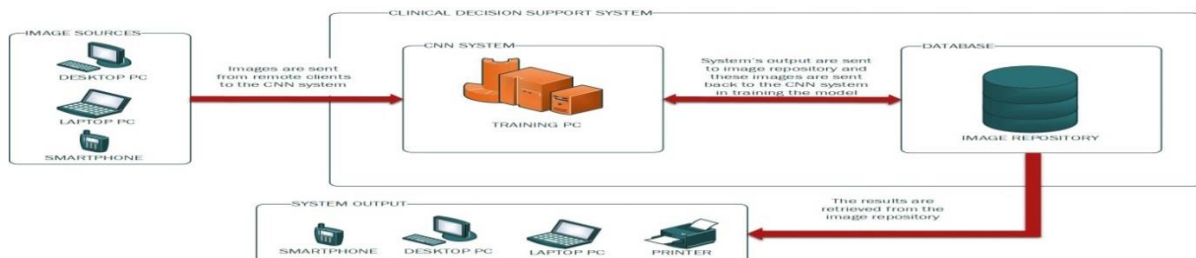 CLINICAL DECISION SUPPORT SYSTEM
IMAGE SOURCES
DESKTOP PC
LAPTOP PC
SMARTPHONE
Images are sent
from remote clients
to the CNN system
CNN SYSTEM
TRAINING PC
System's output are sent
to image repository and
these images are sent
back to the CNN system
in training the model
DATABASE
IMAGE REPOSITORY
The results are
retrieved from the
image repository
SYSTEM OUTPUT
SMARTPHONE
DESKTOP PC
LAPTOP PC
PRINTER